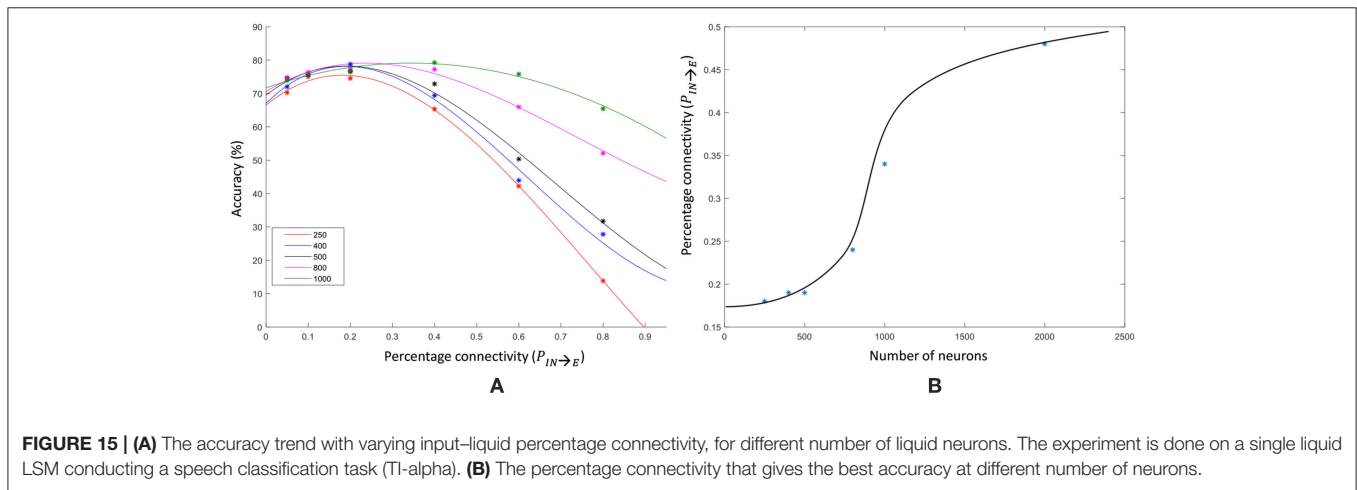 90
80
70
60
50
40
30
20
10
0
Accuracy (%)
250
400
500
800
1000
0 0.1 0.2 0.3 0.4 0.5 0.6 0.7 0.8 0.9
Percentage connectivity (P_{IN→E})
A
0.5
0.45
0.4
0.35
0.3
0.25
0.2
0.15
Percentage connectivity (P_{IN→E})
0 500 1000 1500 2000 2500
Number of neurons
B
FIGURE 15 | (A) The accuracy trend with varying input–liquid percentage connectivity, for different number of liquid neurons. The experiment is done on a single liquid
LSM conducting a speech classification task (TI-alpha). (B) The percentage connectivity that gives the best accuracy at different number of neurons.